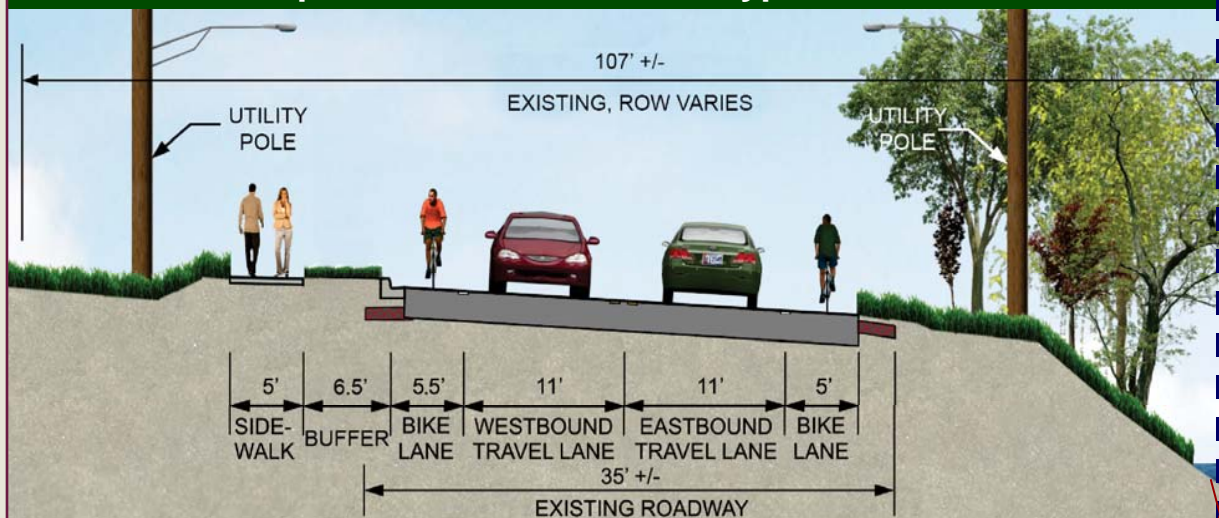 107' +/-
EXISTING, ROW VARIES
UTILITY
POLE
UTILITY
POLE
5'
6.5'
5.5'
11'
11'
5'
SIDE-
WALK
BUFFER
BIKE
LANE
WESTBOUND
TRAVEL LANE
EASTBOUND
TRAVEL LANE
BIKE
LANE
35' +/-
EXISTING ROADWAY